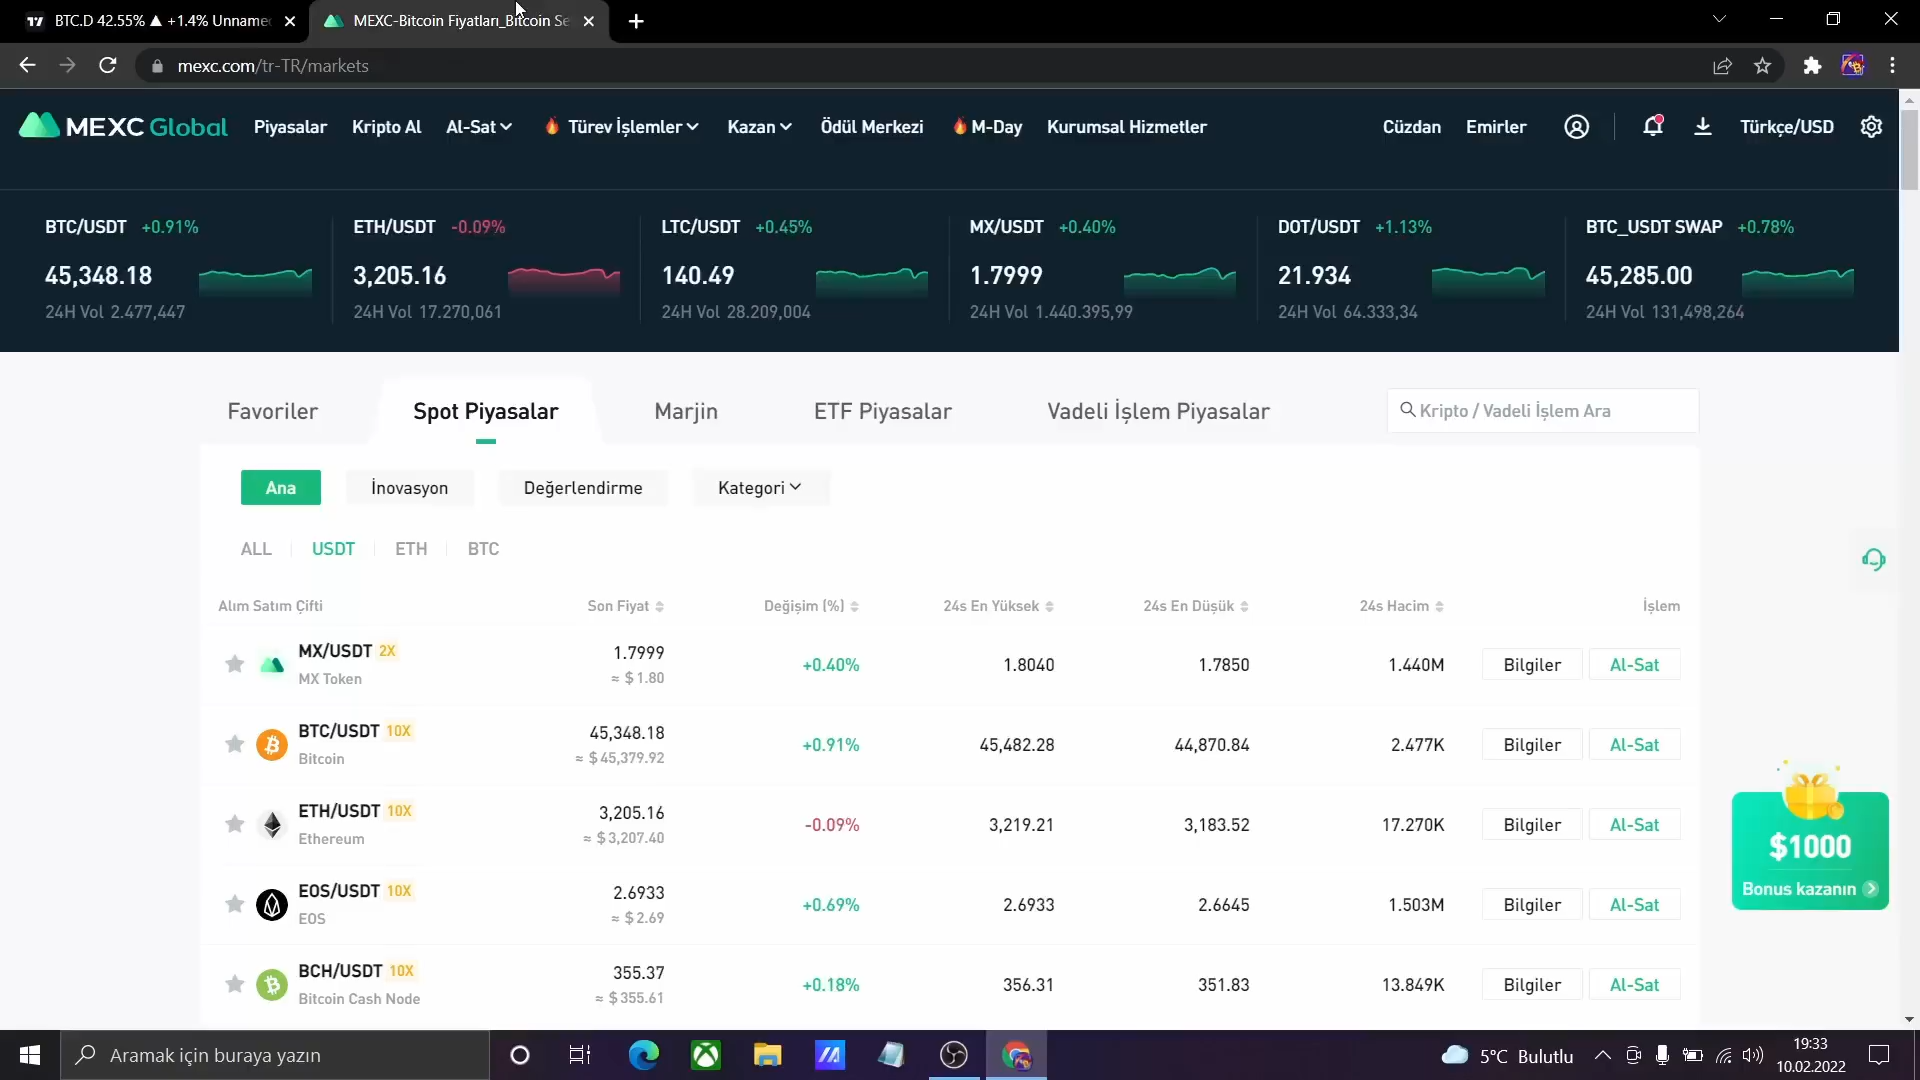 BTC.D 42.55% ▲ +1.4% Unname
MEXC-Bitcoin Fiyatları_Bitcoin Se
mexc.com/tr-TR/markets
MEXC Global
Piyasalar
Kripto Al
Al-Sat
Türev İşlemler
Kazan
Ödül Merkezi
M-Day
Kurumsal Hizmetler
Cüzdan
Emirler
Türkçe/USD
BTC/USDT +0.91%
45,348.18
24H Vol 2.477,447
ETH/USDT -0.09%
3,205.16
24H Vol 17.270,061
LTC/USDT +0.45%
140.49
24H Vol 28.209,004
MX/USDT +0.40%
1.7999
24H Vol 1.440.395,99
DOT/USDT +1.13%
21.934
24H Vol 64.333,34
BTC_USDT SWAP +0.78%
45,285.00
24H Vol 131,498,264
Favoriler
Spot Piyasalar
Marjin
ETF Piyasalar
Vadeli İşlem Piyasalar
Kripto / Vadeli İşlem Ara
Ana
İnovasyon
Değerlendirme
Kategori
ALL
USDT
ETH
BTC
Alım Satım Çifti
Son Fiyat
Değişim (%)
24s En Yüksek
24s En Düşük
24s Hacim
İşlem
MX/USDT 2X
MX Token
1.7999
≈ $ 1.80
+0.40%
1.8040
1.7850
1.440M
Bilgiler
Al-Sat
BTC/USDT 10X
Bitcoin
45,348.18
≈ $ 45,379.92
+0.91%
45,482.28
44,870.84
2.477K
Bilgiler
Al-Sat
ETH/USDT 10X
Ethereum
3,205.16
≈ $ 3,207.40
-0.09%
3,219.21
3,183.52
17.270K
Bilgiler
Al-Sat
EOS/USDT 10X
EOS
2.6933
≈ $ 2.69
+0.69%
2.6933
2.6645
1.503M
Bilgiler
Al-Sat
BCH/USDT 10X
Bitcoin Cash Node
355.37
≈ $ 355.61
+0.18%
356.31
351.83
13.849K
Bilgiler
Al-Sat
$1000
Bonus kazanın
Aramak için buraya yazın
5°C Bulutlu
19:33
10.02.2022